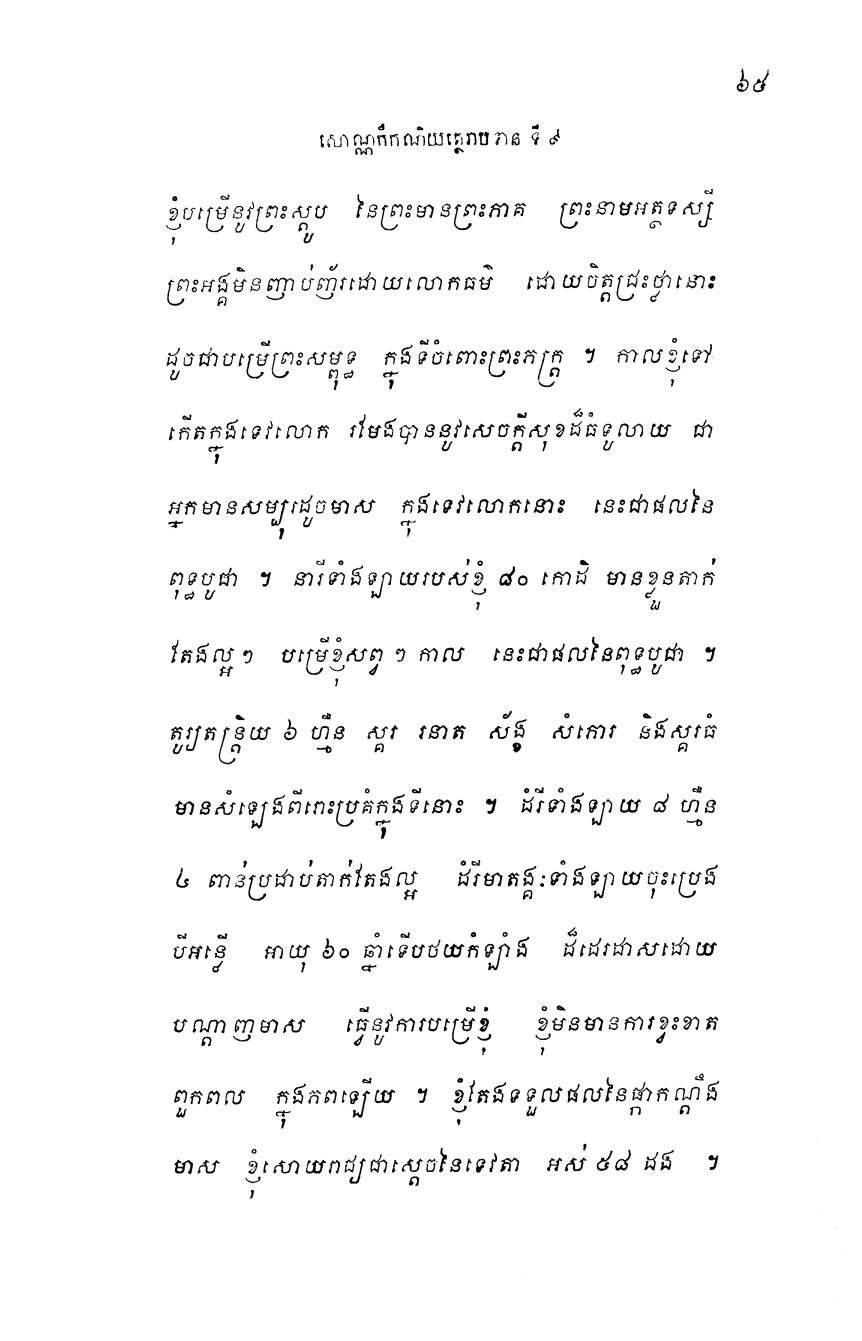 ៦៥
សោណ្ណកឹកណិយត្ថេរាបទាន ទី ៩
ខ្ញុំបម្រើនូវព្រះស្តូប នៃព្រះមានព្រះភាគ ព្រះនាមអត្ថទស្សី
ព្រះអង្គមិនញាប់ញ័រដោយលោកធម៌ ដោយចិត្តជ្រះថ្លានោះ
ដូចជាបម្រើព្រះសម្ពុទ្ធ ក្នុងទីចំពោះព្រះភក្ត្រ ។ កាលខ្ញុំទៅ
កើតក្នុងទេវលោក រមែងបាននូវសេចក្តីសុខដ៏ធំទូលាយ ជា
អ្នកមានសម្បុរដូចមាស ក្នុងទេវលោកនោះ នេះជាផលនៃ
ពុទ្ធបូជា ។ នារីទាំងឡាយរបស់ខ្ញុំ ៨០ កោដិ មានខ្លួនតាក់
តែងល្អ ៗ បម្រើខ្ញុំសព្វ ៗ កាល នេះជាផលនៃពុទ្ធបូជា ។
តូរ្យតន្ត្រិយ ៦ ហ្មឺន ស្គរ រនាត ស័ង្ខ សំភោរ និងស្គរធំ
មានសំឡេងពីរោះប្រគំក្នុងទីនោះ ។ ដំរីទាំងឡាយ ៨ ហ្មឺន
៤ ពាន់ប្រដាប់តាក់តែងល្អ ដំរីមាតង្គៈទាំងឡាយចុះប្រេង
បីអន្លើ អាយុ ៦០ ឆ្នាំទើបថយកំឡាំង ដ៏ដេរដាសដោយ
បណ្តាញមាស ធ្វើនូវការបម្រើខ្ញុំ ខ្ញុំមិនមានការខ្វះខាត
ពួកពល ក្នុងភពឡើយ ។ ខ្ញុំតែងទទួលផលនៃផ្កាកណ្តឹង
មាស ខ្ញុំសោយរាជ្យជាស្តេចនៃទេវតា អស់ ៥៨ ដង ។